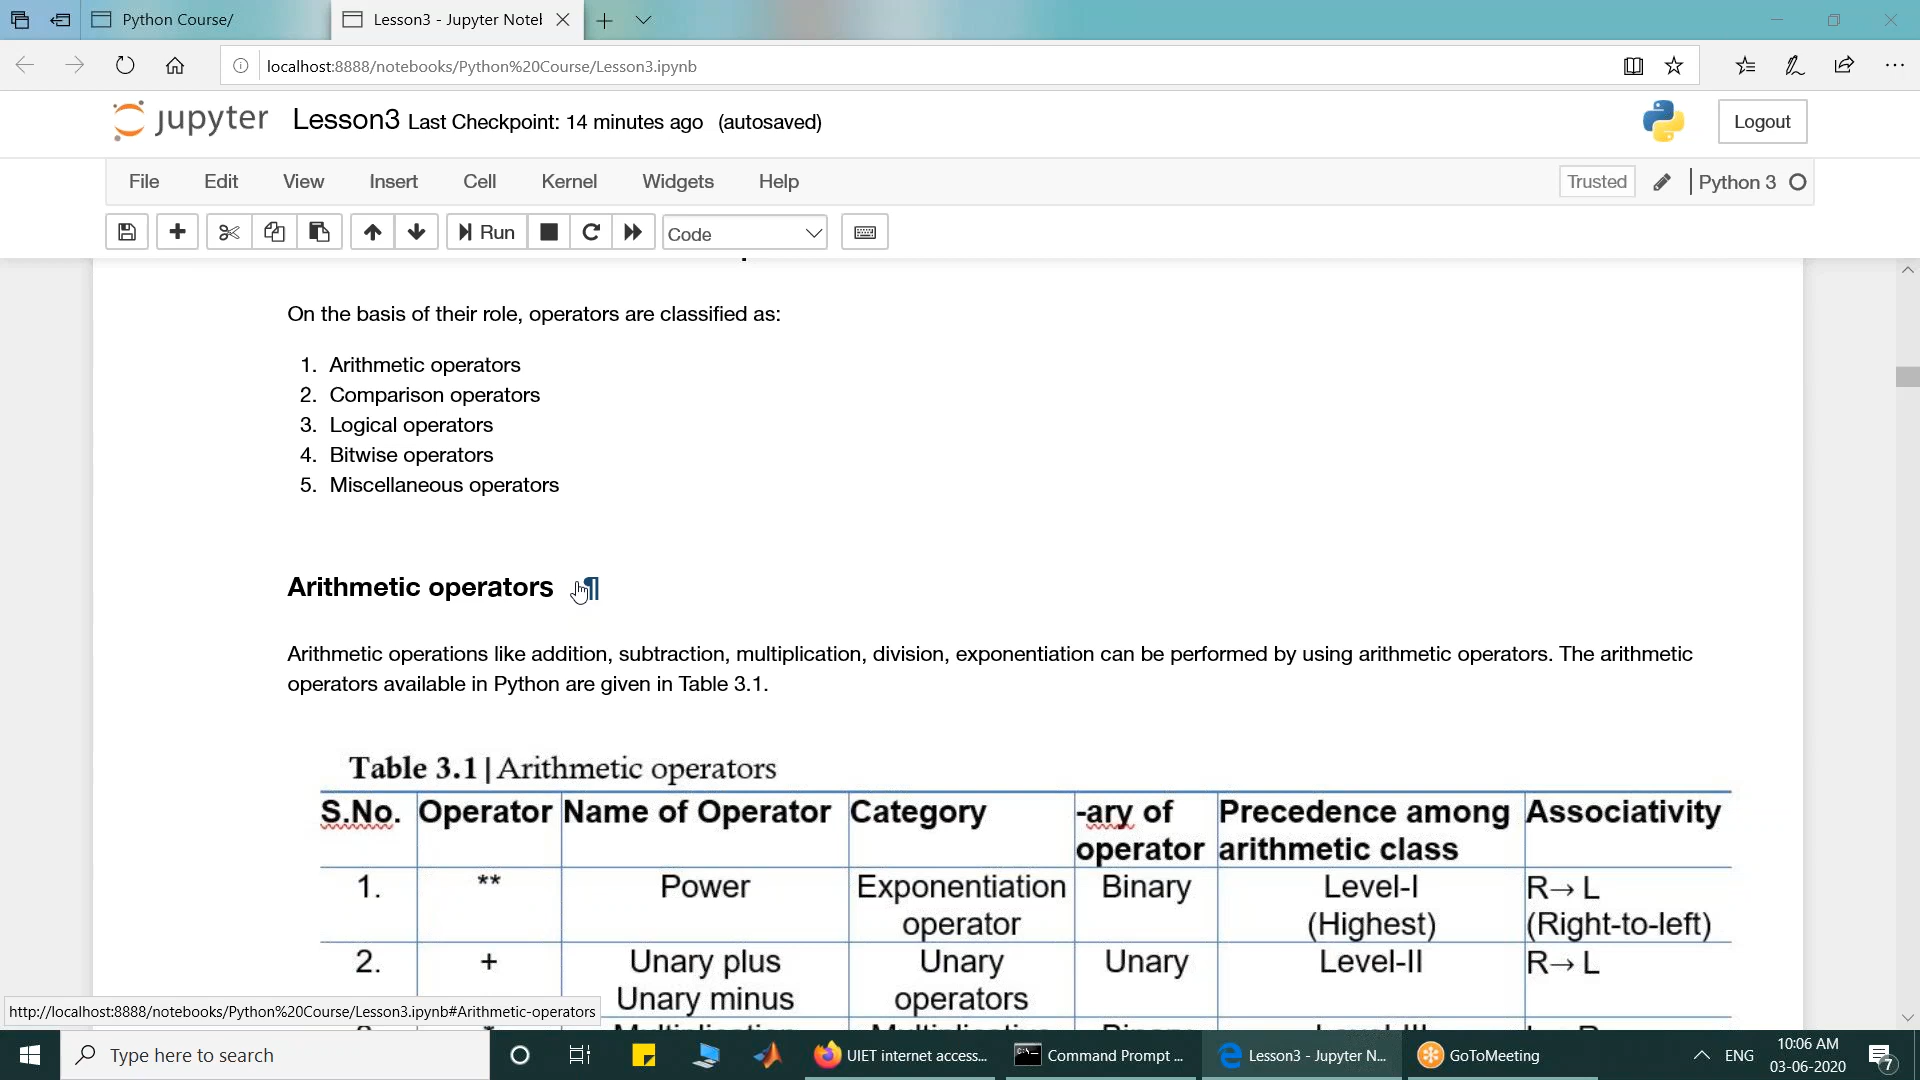 Python Course/
Lesson3 - Jupyter Notel
localhost:8888/notebooks/Python%20Course/Lesson3.ipynb
jupyter Lesson3 Last Checkpoint: 14 minutes ago (autosaved)
Logout
File Edit View Insert Cell Kernel Widgets Help
Trusted
Python 3
Run
Code
On the basis of their role, operators are classified as:
1. Arithmetic operators
2. Comparison operators
3. Logical operators
4. Bitwise operators
5. Miscellaneous operators
Arithmetic operators ¶
Arithmetic operations like addition, subtraction, multiplication, division, exponentiation can be performed by using arithmetic operators. The arithmetic
operators available in Python are given in Table 3.1.
Table 3.1 | Arithmetic operators
S.No. Operator Name of Operator Category -ary of operator Precedence among arithmetic class Associativity
1. ** Power Exponentiation operator Binary Level-I (Highest) R→ L (Right-to-left)
2. + Unary plus Unary minus Unary operators Unary Level-II R→ L
http://localhost:8888/notebooks/Python%20Course/Lesson3.ipynb#Arithmetic-operators
Type here to search
UIET internet access...
Command Prompt ...
Lesson3 - Jupyter N...
GoToMeeting
ENG
10:06 AM
03-06-2020
7